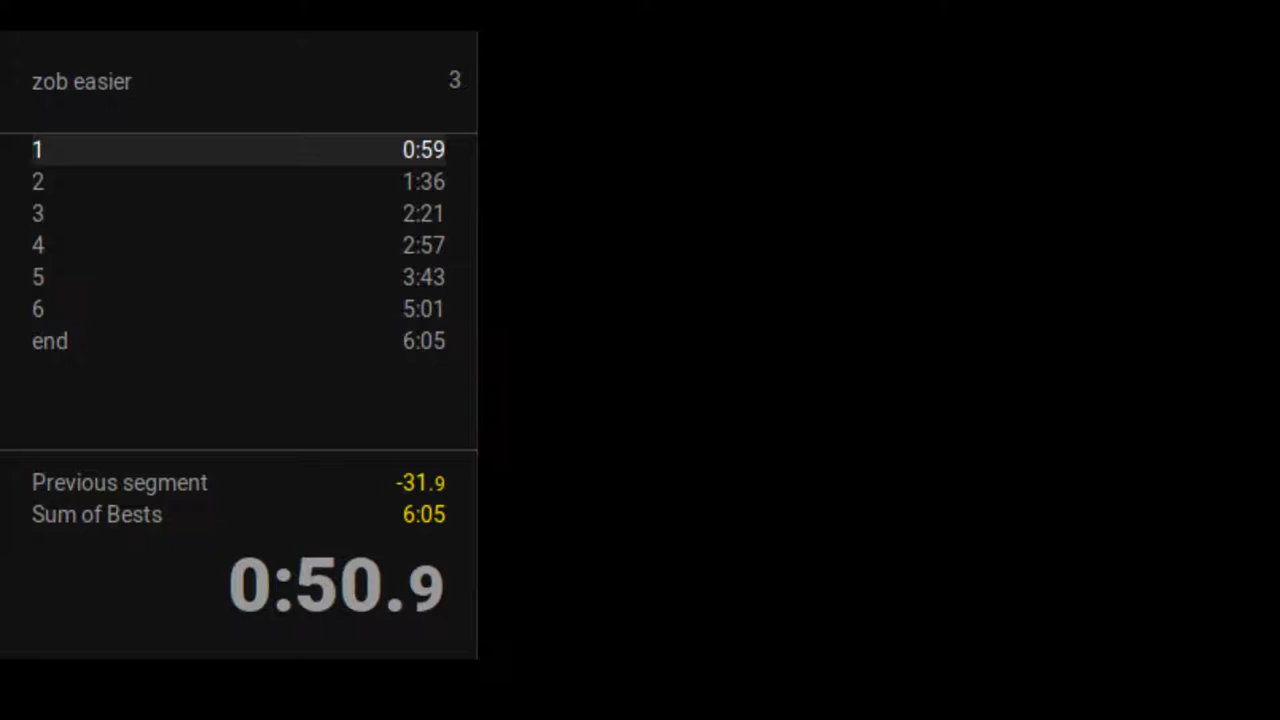 zob easier 3
1 0:59
2 1:36
3 2:21
4 2:57
5 3:43
6 5:01
end 6:05
Previous segment -31.9
Sum of Bests 6:05
0:50.9